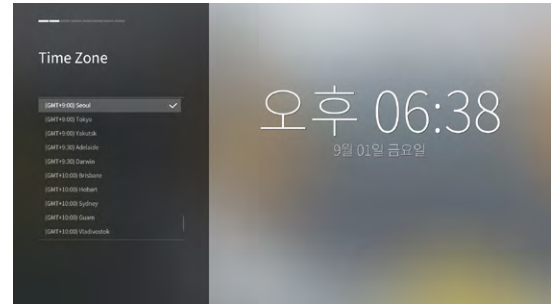 Time Zone
(GMT+9:00) Seoul
(GMT+9:00) Tokyo
(GMT+9:00) Yakutsk
(GMT+9:30) Adelaide
(GMT+9:30) Darwin
(GMT+10:00) Brisbane
(GMT+10:00) Hobart
(GMT+10:00) Sydney
(GMT+10:00) Guam
(GMT+10:00) Vladivostok
오후 06:38
9월 01일 금요일